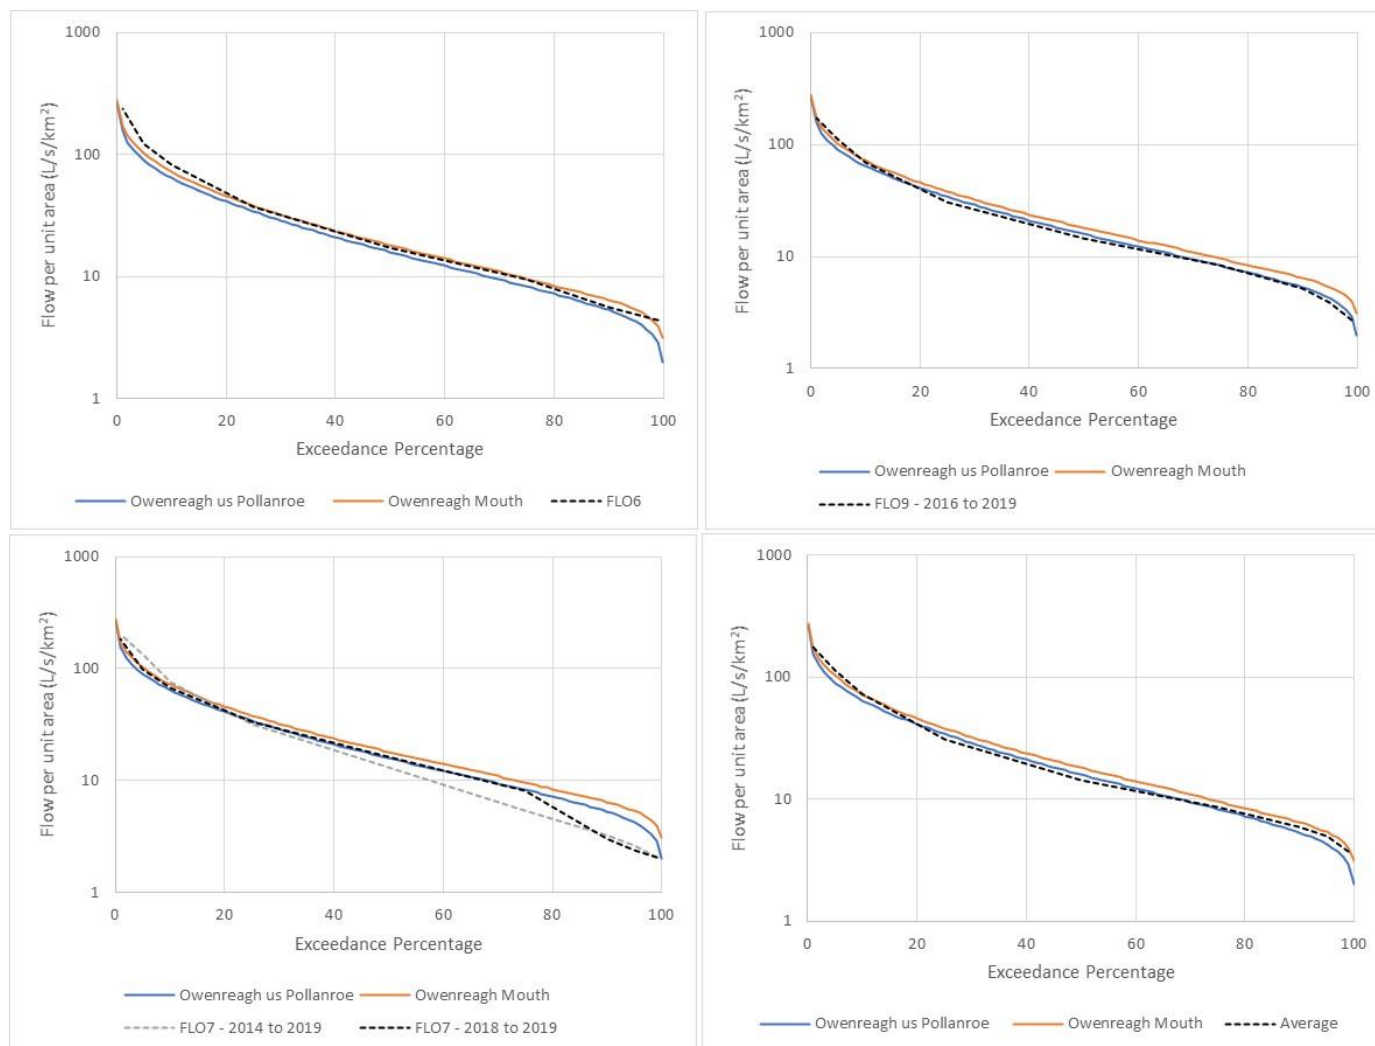 1000
100
10
1
Flow per unit area (L/s/km²)
0 20 40 60 80 100
Exceedance Percentage
Owenreagh us Pollanroe Owenreagh Mouth FLO6
1000
100
10
1
Flow per unit area (L/s/km²)
0 20 40 60 80 100
Exceedance Percentage
Owenreagh us Pollanroe Owenreagh Mouth
FLO9 - 2016 to 2019
1000
100
10
1
Flow per unit area (L/s/km²)
0 20 40 60 80 100
Exceedance Percentage
Owenreagh us Pollanroe Owenreagh Mouth
FLO7 - 2014 to 2019 FLO7 - 2018 to 2019
1000
100
10
1
Flow per unit area (L/s/km²)
0 20 40 60 80 100
Exceedance Percentage
Owenreagh us Pollanroe Owenreagh Mouth Average